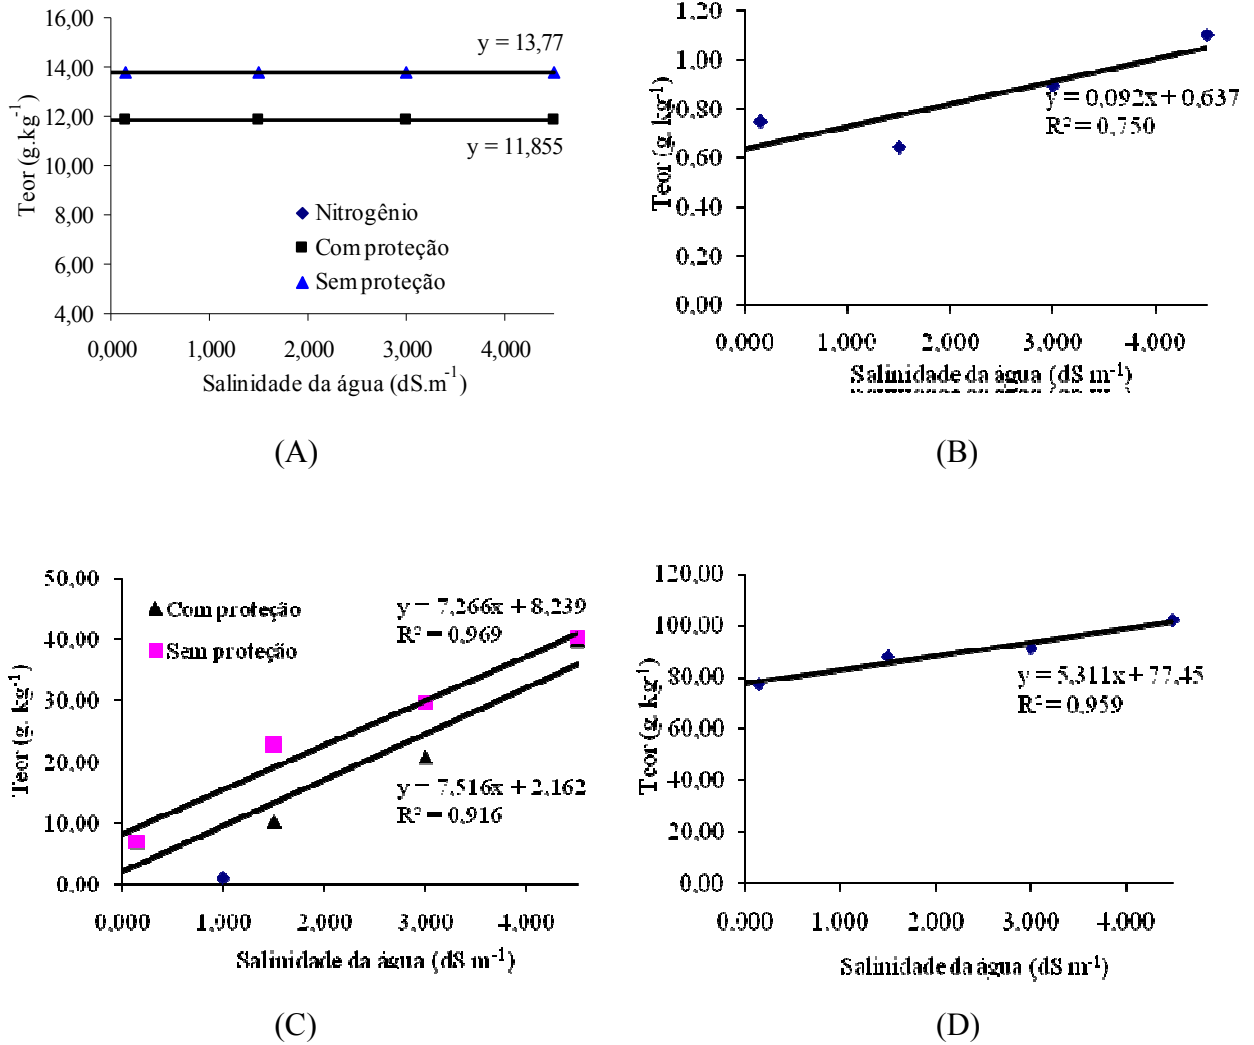 16,00
14,00
12,00
10,00
8,00
6,00
4,00
Teor (g.kg-1)
y = 13,77
y = 11,855
Nitrogênio
Com proteção
Sem proteção
0,000 1,000 2,000 3,000 4,000
Salinidade da água (dS.m-1)
(A)
1,20
1,00
0,80
0,60
0,40
0,20
0,00
Teor (g. kg-1)
y = 0,092x + 0,637
R² = 0,750
0,000 1,000 2,000 3,000 4,000
Salinidade da água (dS m-1)
(B)
50,00
40,00
30,00
20,00
10,00
0,00
Teor (g. kg-1)
Com proteção
Sem proteção
y = 7,266x + 8,239
R² = 0,969
y = 7,516x + 2,162
R² = 0,916
0,000 1,000 2,000 3,000 4,000
Salinidade da água (dS m-1)
(C)
120,00
100,00
80,00
60,00
40,00
20,00
0,00
Teor (g. kg-1)
y = 5,311x + 77,45
R² = 0,959
0,000 1,000 2,000 3,000 4,000
Salinidade da água (dS m-1)
(D)